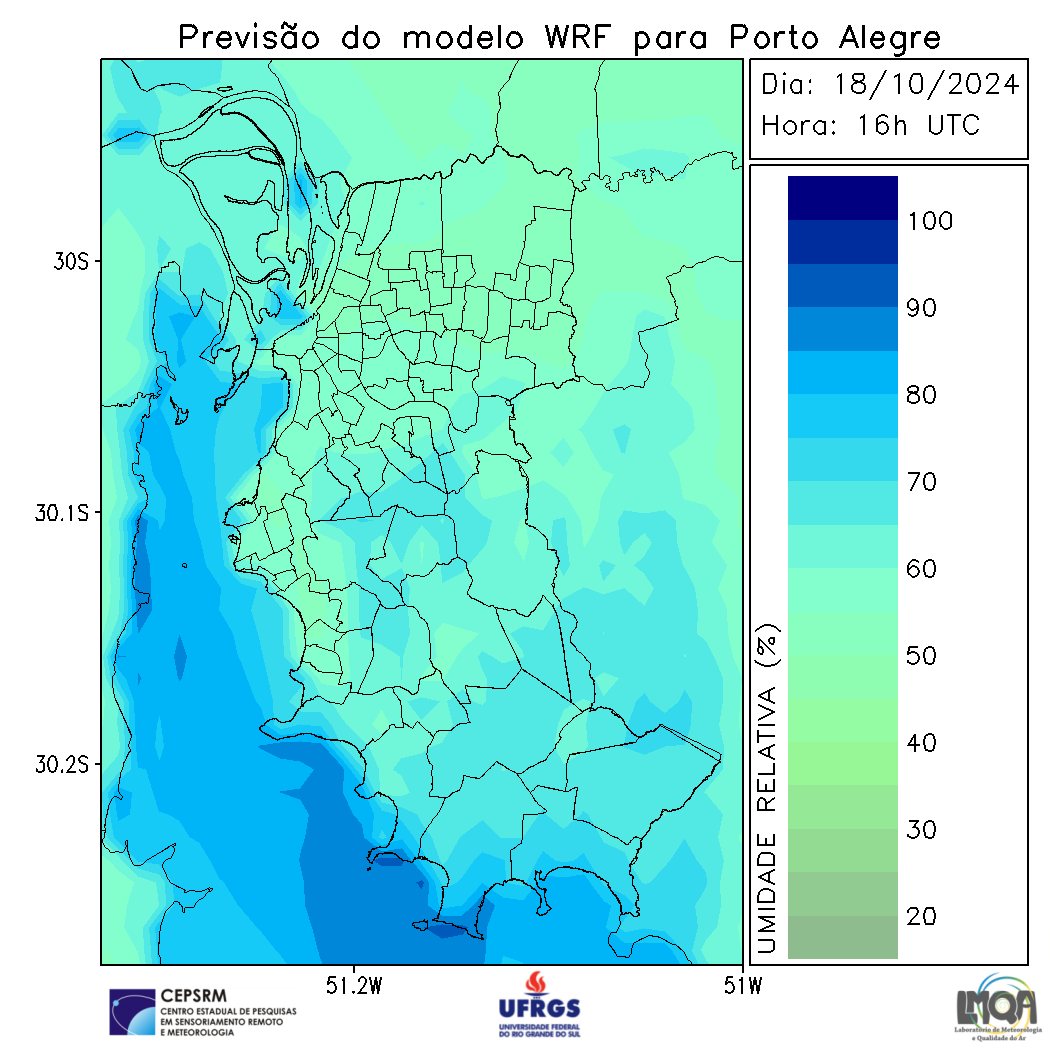 Previsão do modelo WRF para Porto Alegre
Dia: 18/10/2024
Hora: 16h UTC
30S
30.1S
30.2S
51.2W
51W
UMIDADE RELATIVA (%)
100
90
80
70
60
50
40
30
20
CEPSRM
CENTRO ESTADUAL DE PESQUISAS
EM SENSORIAMENTO REMOTO
E METEOROLOGIA
UFRGS
UNIVERSIDADE FEDERAL
DO RIO GRANDE DO SUL
LMQA
Laboratório de Meteorologia
e Qualidade do Ar